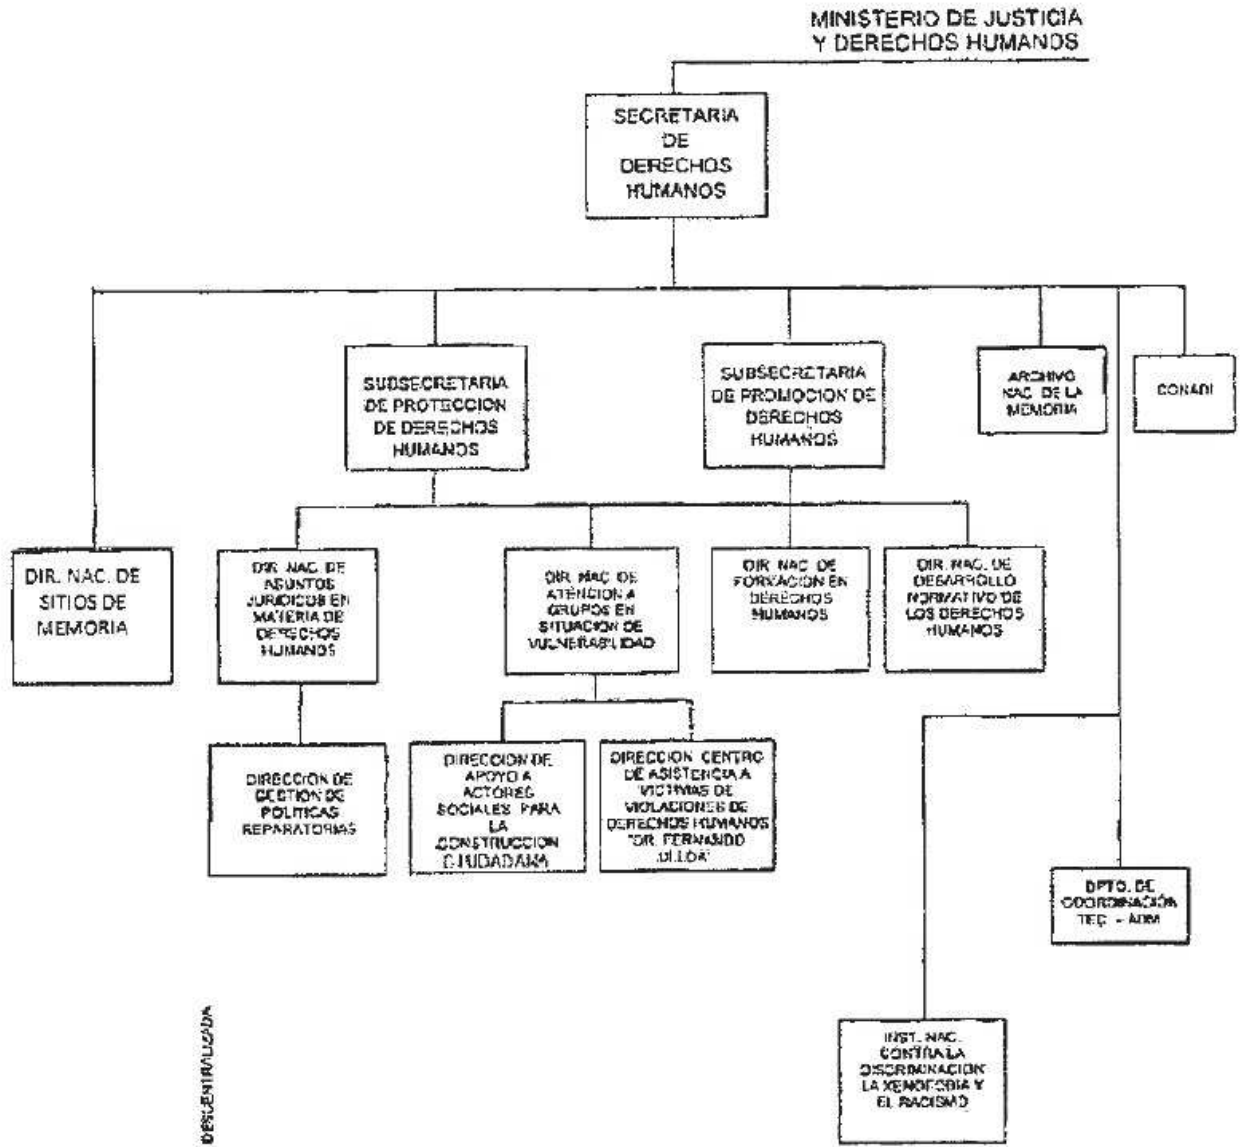 MINISTERIO DE JUSTICIA
Y DERECHOS HUMANOS
SECRETARIA
DE
DERECHOS
HUMANOS
SUBSECRETARIA
DE PROTECCION
DE DERECHOS
HUMANOS
SUBSECRETARIA
DE PROMOCION DE
DERECHOS
HUMANOS
ARCHIVO
NAC. DE LA
MEMORIA
CONADI
DIR. NAC. DE
SITIOS DE
MEMORIA
DIR. NAC. DE
ASUNTOS
JURIDICOS EN
MATERIA DE
DERECHOS
HUMANOS
DIR. NAC. DE
ATENCION A
GRUPOS EN
SITUACION DE
VULNERABILIDAD
DIR. NAC. DE
FORMACION EN
DERECHOS
HUMANOS
DIR. NAC. DE
DESARROLLO
NORMATIVO DE
LOS DERECHOS
HUMANOS
DIRECCION DE
GESTION DE
POLITICAS
REPARATORIAS
DIRECCION DE
APOYO A
ACTORES
SOCIALES PARA
LA
CONSTRUCCION
CIUDADANA
DIRECCION CENTRO
DE ASISTENCIA A
VICTIMAS DE
VIOLACIONES DE
DERECHOS HUMANOS
"DR. FERNANDO
ULLOA"
DPTO. DE
COORDINACIÓN
TEC. - ADM
INST. NAC.
CONTRA LA
DISCRIMINACION
LA XENOFOBIA Y
EL RACISMO
DESCENTRALIZADA